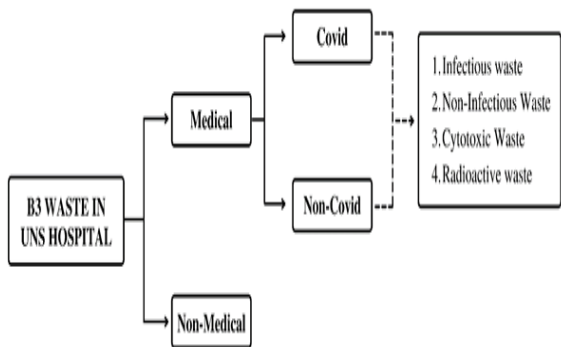 Covid
1.Infectious waste
2.Non-Infectious Waste
3.Cytotoxic Waste
4.Radioactive waste
Medical
B3 WASTE IN
UNS HOSPITAL
Non-Covid
Non-Medical